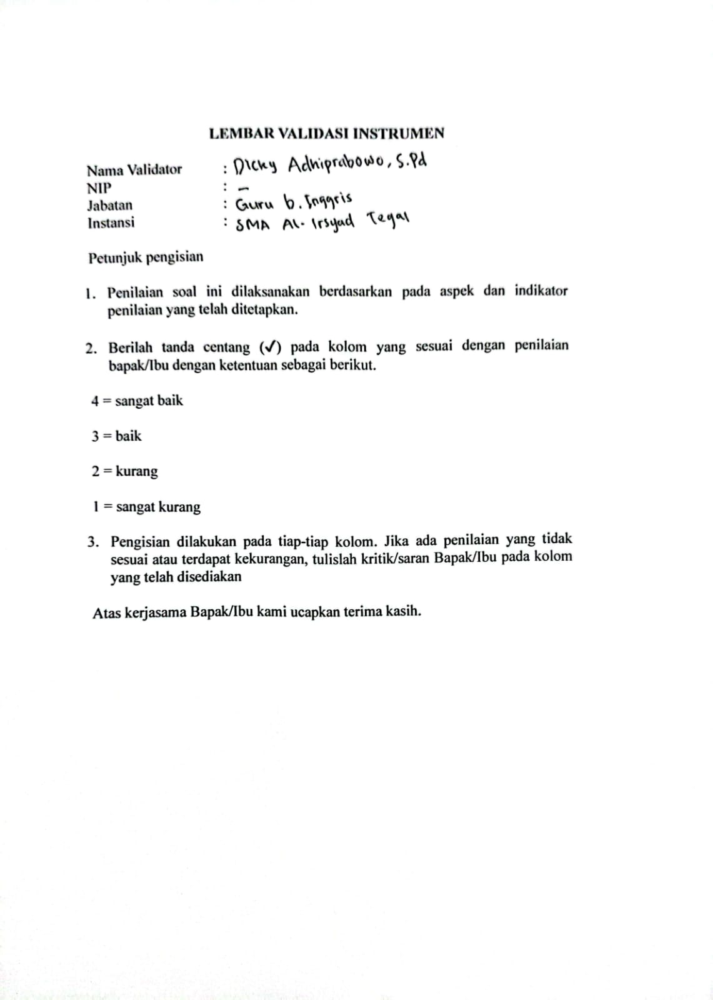 LEMBAR VALIDASI INSTRUMEN
Nama Validator : Dicky Adhiprabowo, S.Pd
NIP : -
Jabatan : Guru b. Inggris
Instansi : SMA Al-Irsyad Tegal
Petunjuk pengisian
1. Penilaian soal ini dilaksanakan berdasarkan pada aspek dan indikator
penilaian yang telah ditetapkan.
2. Berilah tanda centang (✓) pada kolom yang sesuai dengan penilaian
bapak/Ibu dengan ketentuan sebagai berikut.
4 = sangat baik
3 = baik
2 = kurang
1 = sangat kurang
3. Pengisian dilakukan pada tiap-tiap kolom. Jika ada penilaian yang tidak
sesuai atau terdapat kekurangan, tulislah kritik/saran Bapak/Ibu pada kolom
yang telah disediakan
Atas kerjasama Bapak/Ibu kami ucapkan terima kasih.